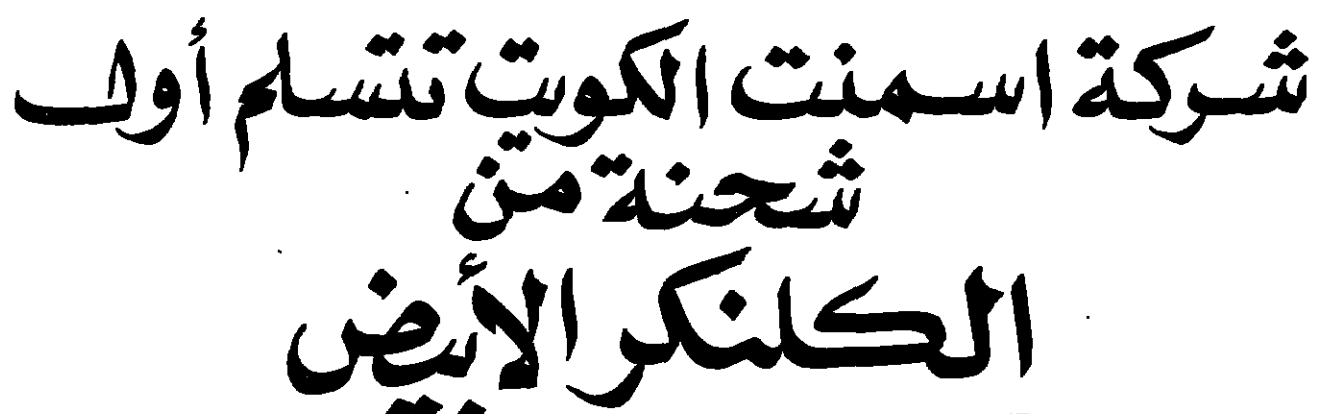 شركة اسمنت الكويت تتسلم أول
شحنة من
الكلنكر الأبيض